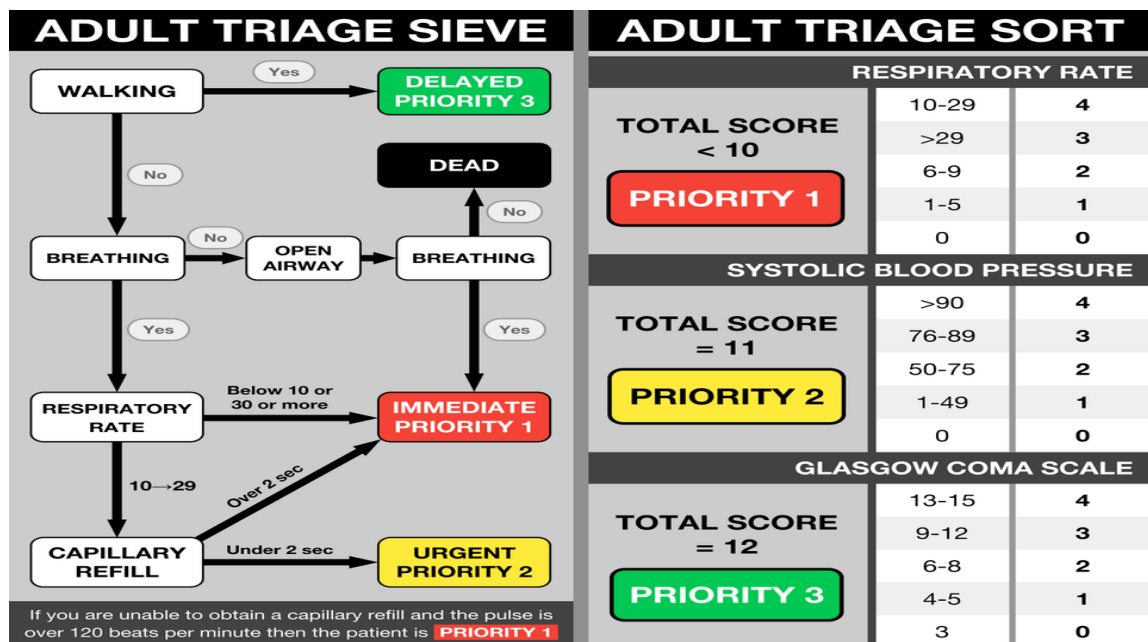 ADULT TRIAGE SIEVE
WALKING
Yes
DELAYED
PRIORITY 3
No
DEAD
No
BREATHING
No
OPEN
AIRWAY
BREATHING
Yes
Yes
RESPIRATORY
RATE
Below 10 or
30 or more
IMMEDIATE
PRIORITY 1
10→29
Over 2 sec
CAPILLARY
REFILL
Under 2 sec
URGENT
PRIORITY 2
If you are unable to obtain a capillary refill and the pulse is
over 120 beats per minute then the patient is PRIORITY 1
ADULT TRIAGE SORT
RESPIRATORY RATE
TOTAL SCORE
< 10
PRIORITY 1
10-29 4
>29 3
6-9 2
1-5 1
0 0
SYSTOLIC BLOOD PRESSURE
TOTAL SCORE
= 11
PRIORITY 2
>90 4
76-89 3
50-75 2
1-49 1
0 0
GLASGOW COMA SCALE
TOTAL SCORE
= 12
PRIORITY 3
13-15 4
9-12 3
6-8 2
4-5 1
3 0